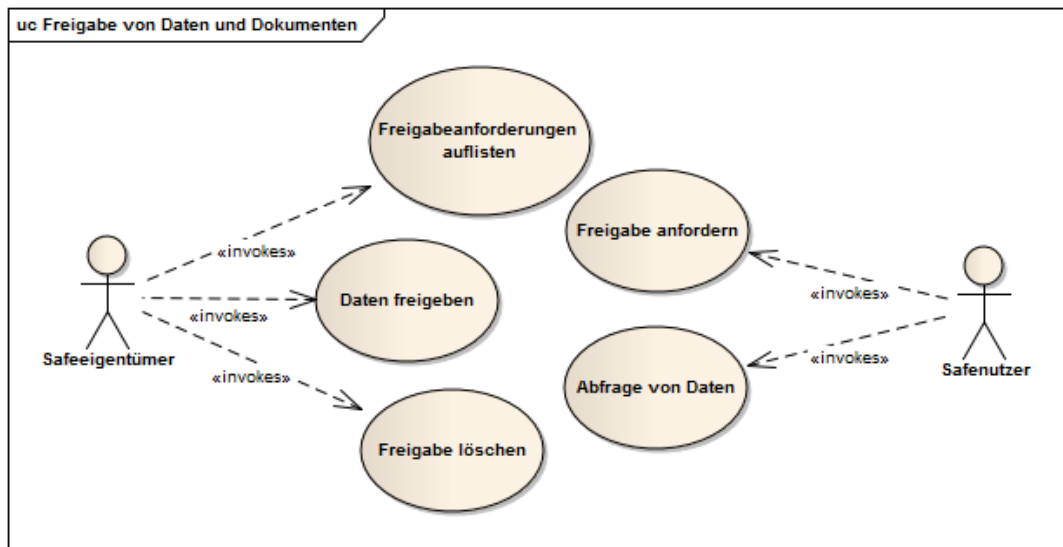 uc Freigabe von Daten und Dokumenten
Freigabeanforderungen
auflisten
Freigabe anfordern
«invokes»
Daten freigeben
«invokes»
«invokes»
Safeeigentümer
Safenutzer
«invokes»
«invokes»
Abfrage von Daten
Freigabe löschen